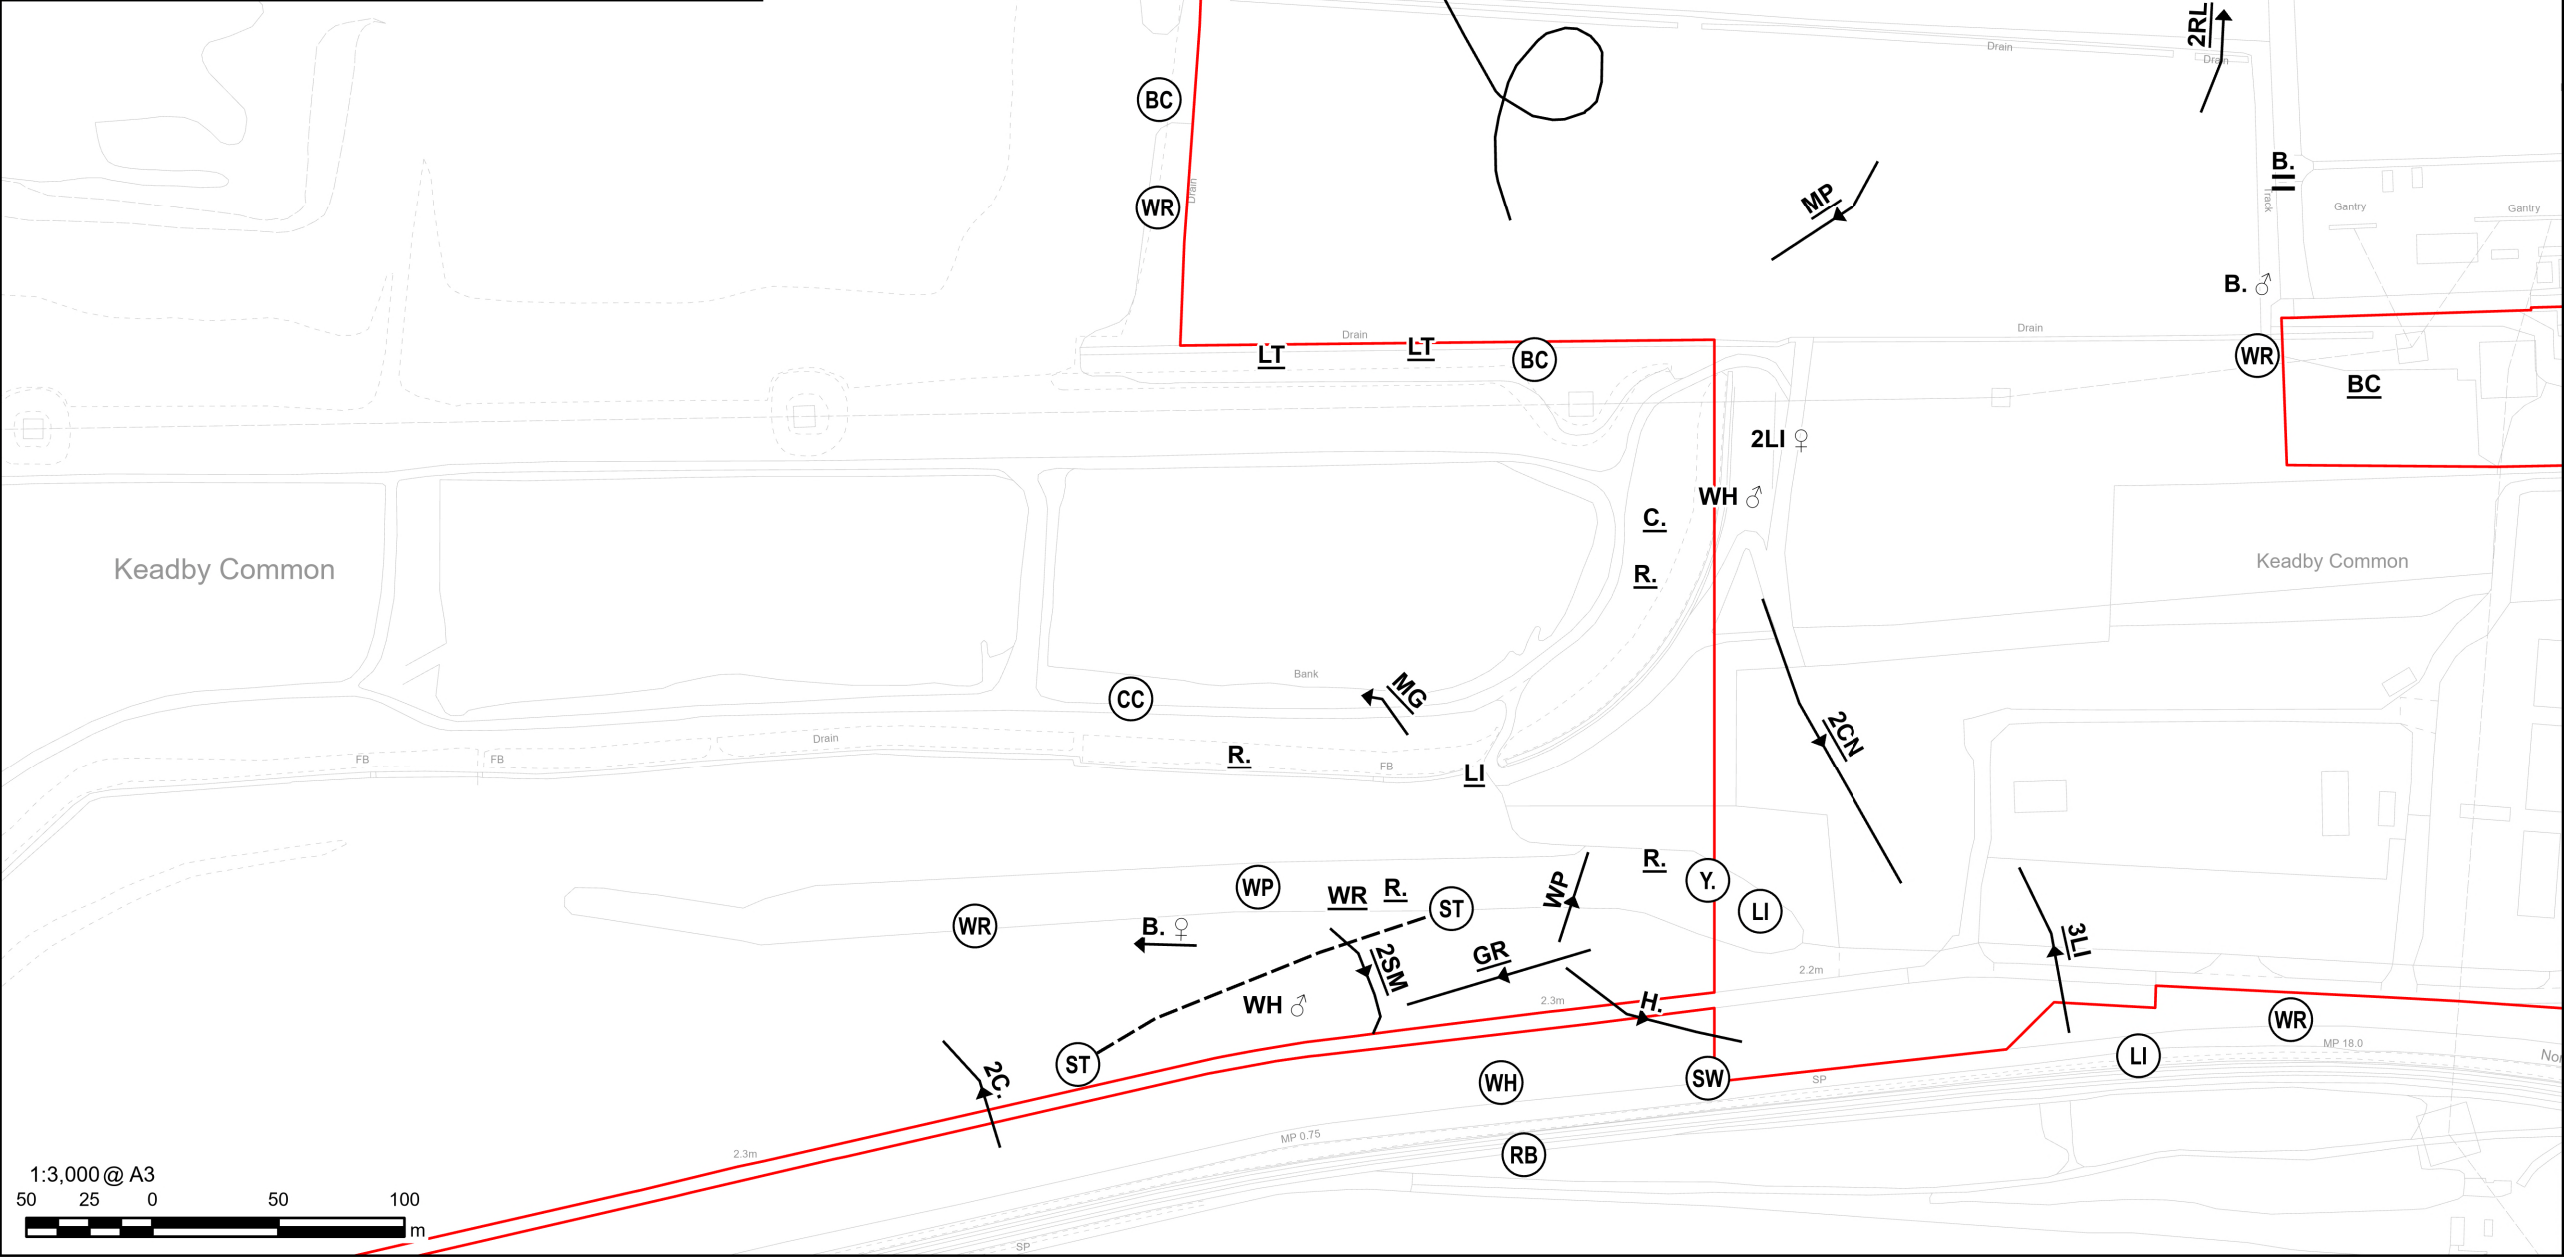 2RL
Drain
Drain
BC
B.
MP
WR
Drain
Track
Gantry
Gantry
B. ♂
Drain
Drain
LT
LT
BC
WR
BC
2LI ♀
WH ♂
C.
R.
Keadby Common
Keadby Common
Bank
MG
CC
2CN
Drain
R.
FB
FB
FB
LI
R.
Y.
WP
WR
R.
WP
ST
LI
WR
B. ♀
GR
2SM
3LI
2.2m
WH ♂
2.3m
H.
WR
MP 18.0
LI
ST
2C.
WH
SW
SP
MP 0.75
2.3m
RB
1:3,000 @ A3
50 25 0 50 100
m
SP